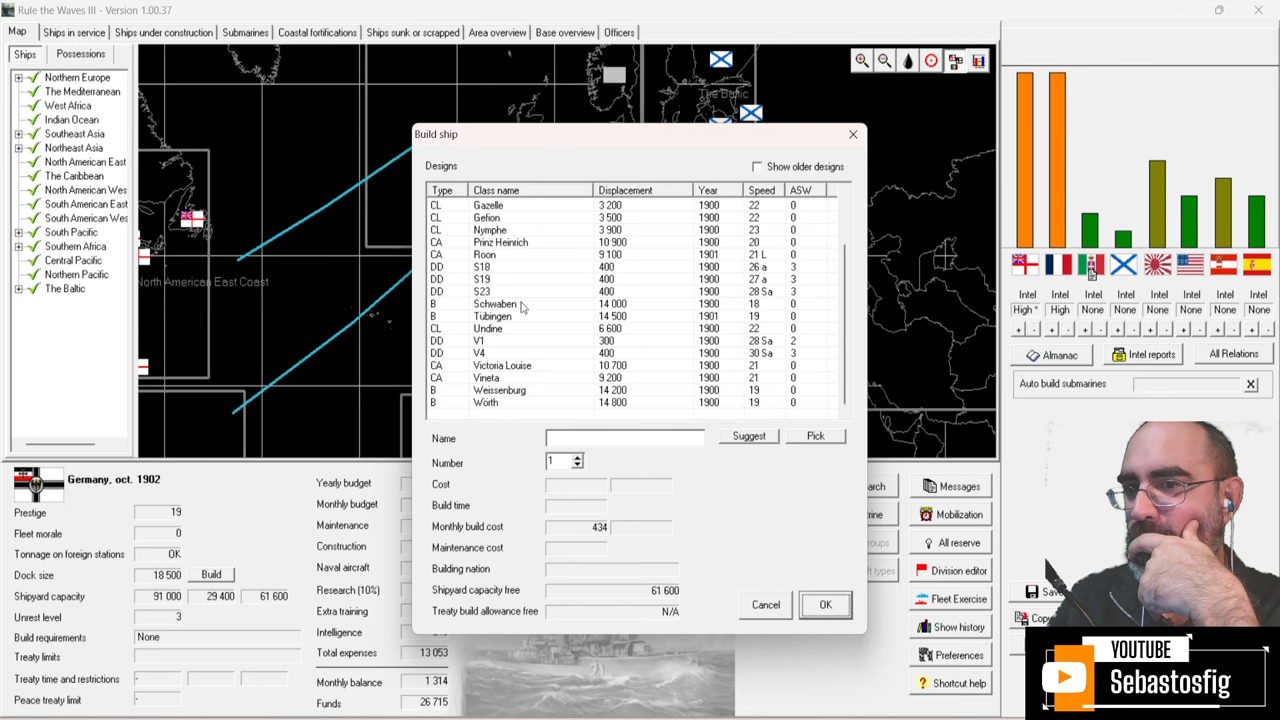 Rule the Waves III - Version 1.00.37
Map
Ships in service
Ships under construction
Submarines
Coastal fortifications
Ships sunk or scrapped
Area overview
Base overview
Officers
Ships
Possessions
Northern Europe
The Mediterranean
West Africa
Indian Ocean
Southeast Asia
Northeast Asia
North American East
The Caribbean
North American Wes
South American East
South American Wes
South Pacific
Southern Africa
Central Pacific
Northern Pacific
The Baltic
North American East Coast
The Baltic
Build ship
Designs
Show older designs
Type Class name Displacement Year Speed ASW
CL Gazelle 3 200 1900 22 0
CL Gefion 3 500 1900 22 0
CL Nymphe 3 900 1900 23 0
CA Prinz Heinrich 10 900 1900 20 0
CA Roon 9 100 1901 21 L 0
DD S18 400 1900 26 a 3
DD S19 400 1900 27 a 3
DD S23 400 1900 28 Sa 3
B Schwaben 14 000 1900 18 0
B Tübingen 14 500 1901 19 0
CL Undine 6 600 1900 22 0
DD V1 300 1900 28 Sa 2
DD V4 400 1900 30 Sa 3
CA Victoria Louise 10 700 1900 21 0
CA Vineta 9 200 1900 21 0
B Weissenburg 14 200 1900 19 0
B Wörth 14 800 1900 19 0
Name
Suggest
Pick
Number 1
Cost
Build time
Monthly build cost 434
Maintenance cost
Building nation
Shipyard capacity free 61 600
Treaty build allowance free N/A
Cancel
OK
Intel Intel Intel Intel Intel Intel Intel Intel
High * High None None None None None None
+ - + - + - + - + - + - + - + -
Almanac
Intel reports
All Relations
Auto build submarines
X
Germany, oct. 1902
Prestige 19
Fleet morale 0
Tonnage on foreign stations OK
Dock size 18 500 Build
Shipyard capacity 91 000 29 400 61 600
Unrest level 3
Build requirements None
Treaty limits
Treaty time and restrictions - 
Peace treaty limit -
Yearly budget
Monthly budget
Maintenance
Construction
Naval aircraft
Research (10%)
Extra training
Intelligence
Total expenses 13 053
Monthly balance 1 314
Funds 26 715
arch
trine
Messages
Mobilization
All reserve
Division editor
Fleet Exercise
Show history
Preferences
Shortcut help
YOUTUBE
Sebastosfig